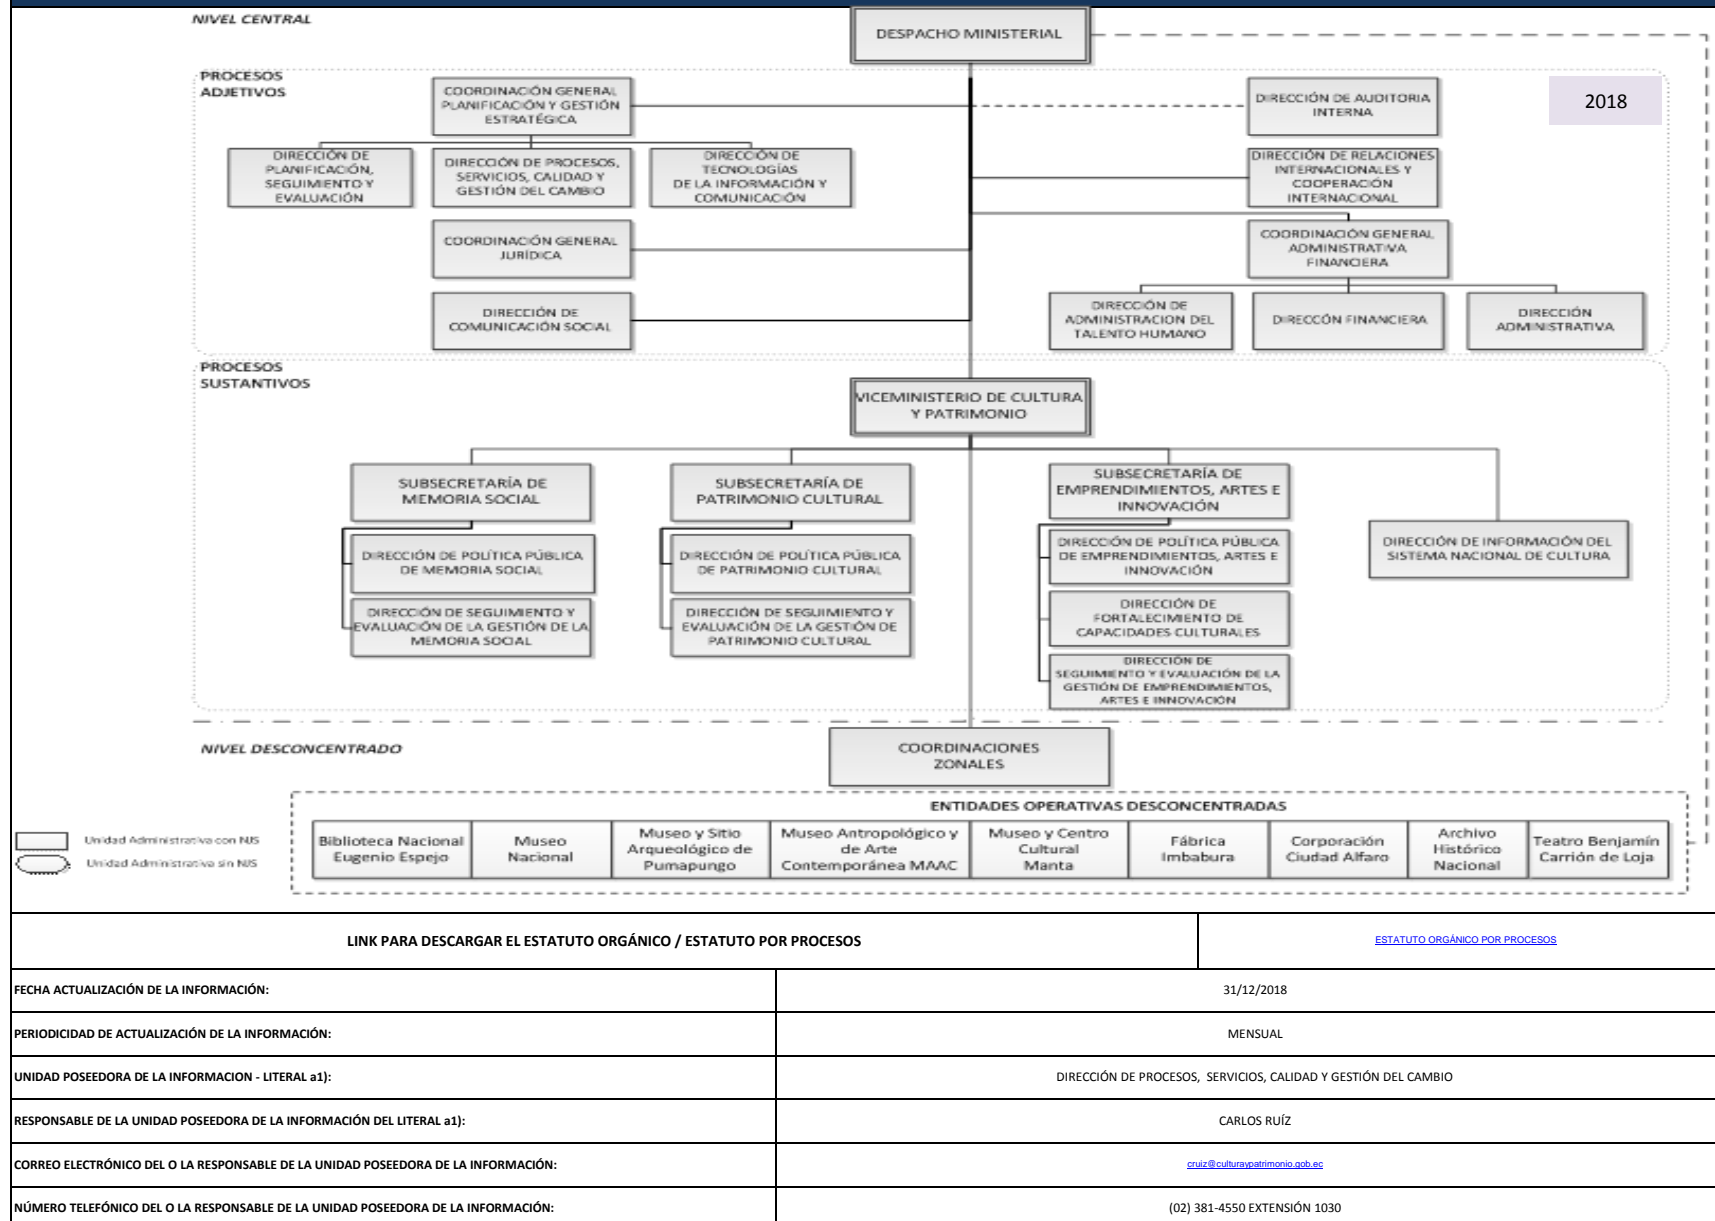 NIVEL CENTRAL
DESPACHO MINISTERIAL
PROCESOS
ADJETIVOS
2018
COORDINACIÓN GENERAL
PLANIFICACIÓN Y GESTIÓN
ESTRATÉGICA
DIRECCIÓN DE AUDITORIA
INTERNA
DIRECCIÓN DE
PLANIFICACIÓN,
SEGUIMIENTO Y
EVALUACIÓN
DIRECCIÓN DE PROCESOS,
SERVICIOS, CALIDAD Y
GESTIÓN DEL CAMBIO
DIRECCIÓN DE
TECNOLOGÍAS
DE LA INFORMACIÓN Y
COMUNICACIÓN
DIRECCIÓN DE RELACIONES
INTERNACIONALES Y
COOPERACIÓN
INTERNACIONAL
COORDINACIÓN GENERAL
JURÍDICA
COORDINACIÓN GENERAL
ADMINISTRATIVA
FINANCIERA
DIRECCIÓN DE
COMUNICACIÓN SOCIAL
DIRECCIÓN DE
ADMINISTRACION DEL
TALENTO HUMANO
DIRECCÓN FINANCIERA
DIRECCIÓN
ADMINISTRATIVA
PROCESOS
SUSTANTIVOS
VICEMINISTERIO DE CULTURA
Y PATRIMONIO
SUBSECRETARÍA DE
MEMORIA SOCIAL
SUBSECRETARÍA DE
PATRIMONIO CULTURAL
SUBSECRETARÍA DE
EMPRENDIMIENTOS, ARTES E
INNOVACIÓN
DIRECCIÓN DE INFORMACIÓN DEL
SISTEMA NACIONAL DE CULTURA
DIRECCIÓN DE POLÍTICA PÚBLICA
DE MEMORIA SOCIAL
DIRECCIÓN DE POLÍTICA PÚBLICA
DE PATRIMONIO CULTURAL
DIRECCIÓN DE POLÍTICA PÚBLICA
DE EMPRENDIMIENTOS, ARTES E
INNOVACIÓN
DIRECCIÓN DE SEGUIMIENTO Y
EVALUACIÓN DE LA GESTIÓN DE LA
MEMORIA SOCIAL
DIRECCIÓN DE SEGUIMIENTO Y
EVALUACIÓN DE LA GESTIÓN DE
PATRIMONIO CULTURAL
DIRECCIÓN DE
FORTALECIMIENTO DE
CAPACIDADES CULTURALES
DIRECCIÓN DE
SEGUIMIENTO Y EVALUACIÓN DE LA
GESTIÓN DE EMPRENDIMIENTOS,
ARTES E INNOVACIÓN
NIVEL DESCONCENTRADO
COORDINACIONES
ZONALES
ENTIDADES OPERATIVAS DESCONCENTRADAS
Unidad Administrativa con NJS
Unidad Administrativa sin NJS
Biblioteca Nacional
Eugenio Espejo
Museo
Nacional
Museo y Sitio
Arqueológico de
Pumapungo
Museo Antropológico y
de Arte
Contemporánea MAAC
Museo y Centro
Cultural
Manta
Fábrica
Imbabura
Corporación
Ciudad Alfaro
Archivo
Histórico
Nacional
Teatro Benjamín
Carrión de Loja
LINK PARA DESCARGAR EL ESTATUTO ORGÁNICO / ESTATUTO POR PROCESOS
ESTATUTO ORGÁNICO POR PROCESOS
FECHA ACTUALIZACIÓN DE LA INFORMACIÓN:
31/12/2018
PERIODICIDAD DE ACTUALIZACIÓN DE LA INFORMACIÓN:
MENSUAL
UNIDAD POSEEDORA DE LA INFORMACION - LITERAL a1):
DIRECCIÓN DE PROCESOS, SERVICIOS, CALIDAD Y GESTIÓN DEL CAMBIO
RESPONSABLE DE LA UNIDAD POSEEDORA DE LA INFORMACIÓN DEL LITERAL a1):
CARLOS RUÍZ
CORREO ELECTRÓNICO DEL O LA RESPONSABLE DE LA UNIDAD POSEEDORA DE LA INFORMACIÓN:
cruiz@culturaypatrimonio.gob.ec
NÚMERO TELEFÓNICO DEL O LA RESPONSABLE DE LA UNIDAD POSEEDORA DE LA INFORMACIÓN:
(02) 381-4550 EXTENSIÓN 1030